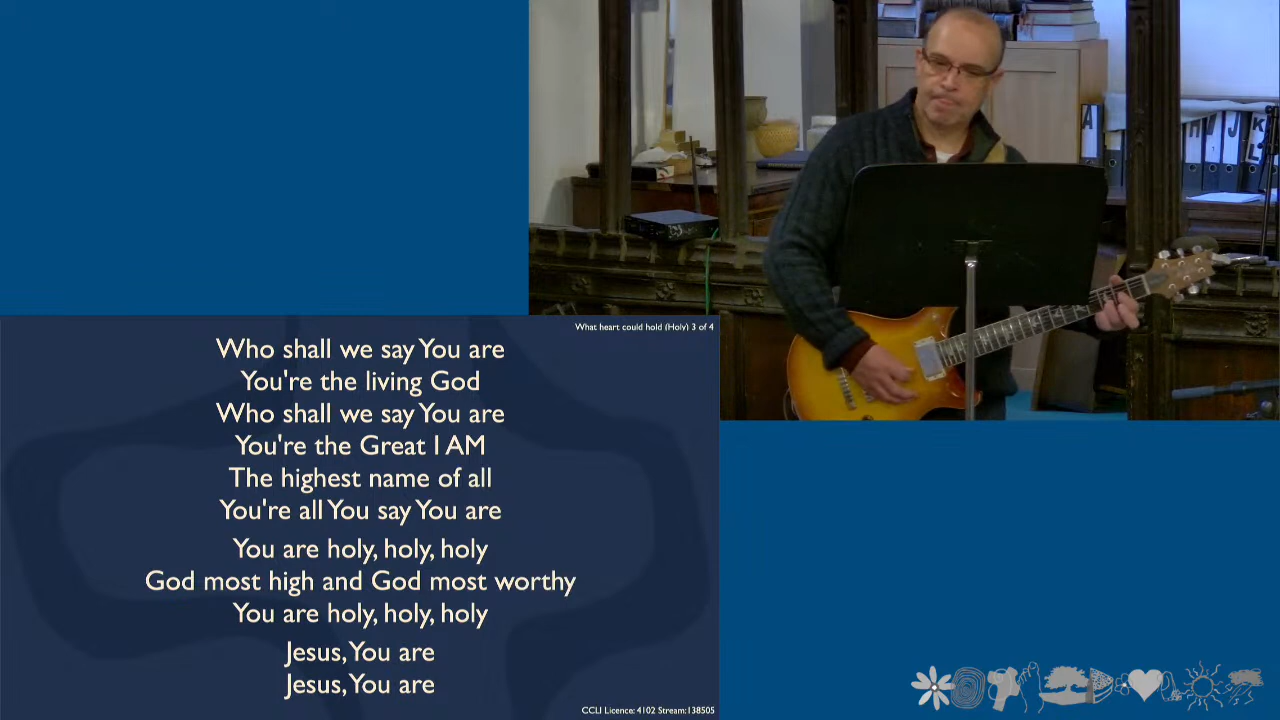 A
H V J K
L
What heart could hold (Holy) 3 of 4
Who shall we say You are
You're the living God
Who shall we say You are
You're the Great I AM
The highest name of all
You're all You say You are
You are holy, holy, holy
God most high and God most worthy
You are holy, holy, holy
Jesus, You are
Jesus, You are
CCLI Licence: 4102 Stream:138505